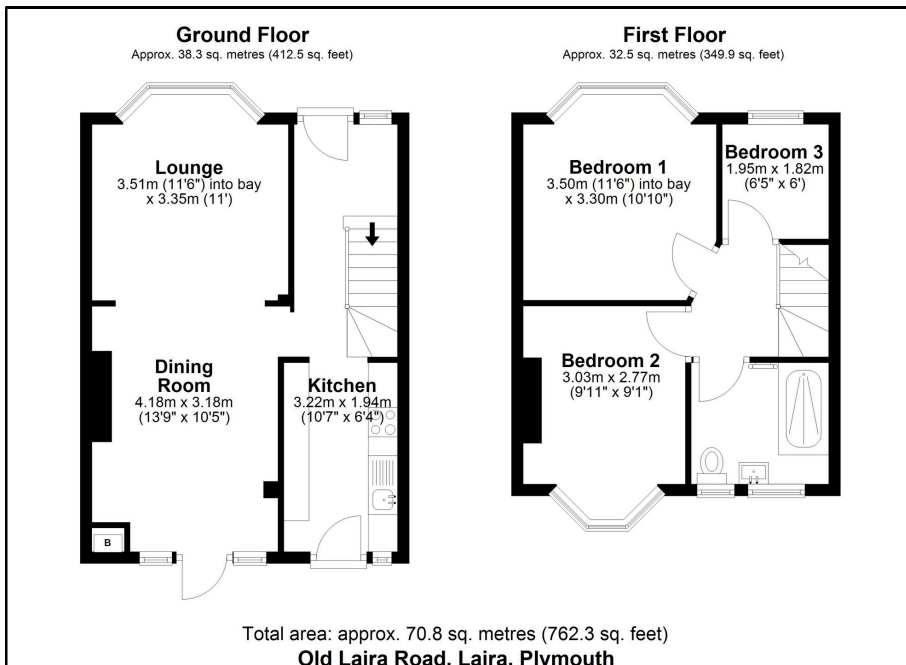 Ground Floor
Approx. 38.3 sq. metres (412.5 sq. feet)
Lounge
3.51m (11'6") into bay
x 3.35m (11')
Dining
Room
4.18m x 3.18m
(13'9" x 10'5")
Kitchen
3.22m x 1.94m
(10'7" x 6'4")
B
First Floor
Approx. 32.5 sq. metres (349.9 sq. feet)
Bedroom 1
3.50m (11'6") into bay
x 3.30m (10'10")
Bedroom 3
1.95m x 1.82m
(6'5" x 6')
Bedroom 2
3.03m x 2.77m
(9'11" x 9'1")
Total area: approx. 70.8 sq. metres (762.3 sq. feet)
Old Laira Road, Laira, Plymouth